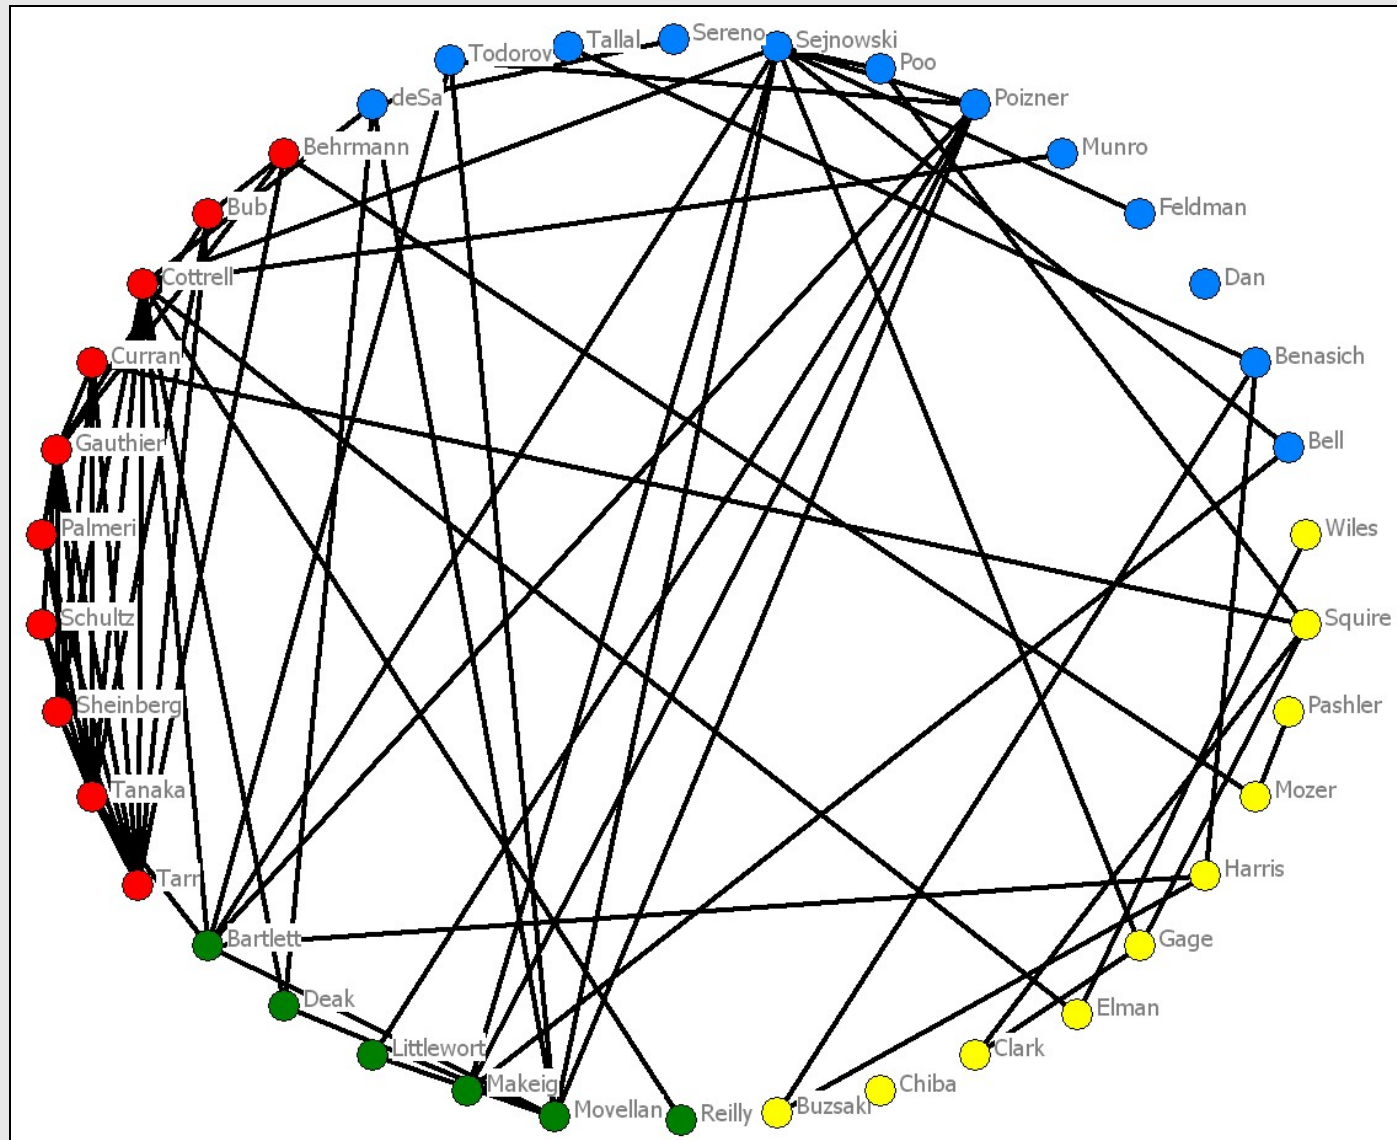 Sereno
Sejnowski
Tallal
Todorov
Poo
deSa
Poizner
Behrmann
Munro
Bub
Feldman
Cottrell
Dan
Curran
Benasich
Gauthier
Bell
Palmeri
Wiles
Schultz
Squire
Sheinberg
Pashler
Tanaka
Mozer
Tarr
Harris
Bartlett
Gage
Deak
Elman
Littlewort
Clark
Makeig
Chiba
Movellan
Reilly
Buzsaki